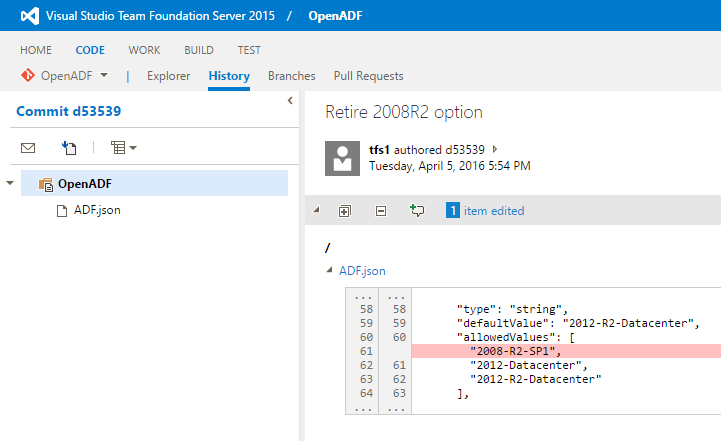 Visual Studio Team Foundation Server 2015 / OpenADF
HOME CODE WORK BUILD TEST
OpenADF | Explorer History Branches Pull Requests
Commit d53539
OpenADF
ADF.json
Retire 2008R2 option
tfs1 authored d53539
Tuesday, April 5, 2016 5:54 PM
1 item edited
/
ADF.json
... ...
58 58 "type": "string",
59 59 "defaultValue": "2012-R2-Datacenter",
60 60 "allowedValues": [
61 "2008-R2-SP1",
62 61 "2012-Datacenter",
63 62 "2012-R2-Datacenter"
64 63 ],
... ...